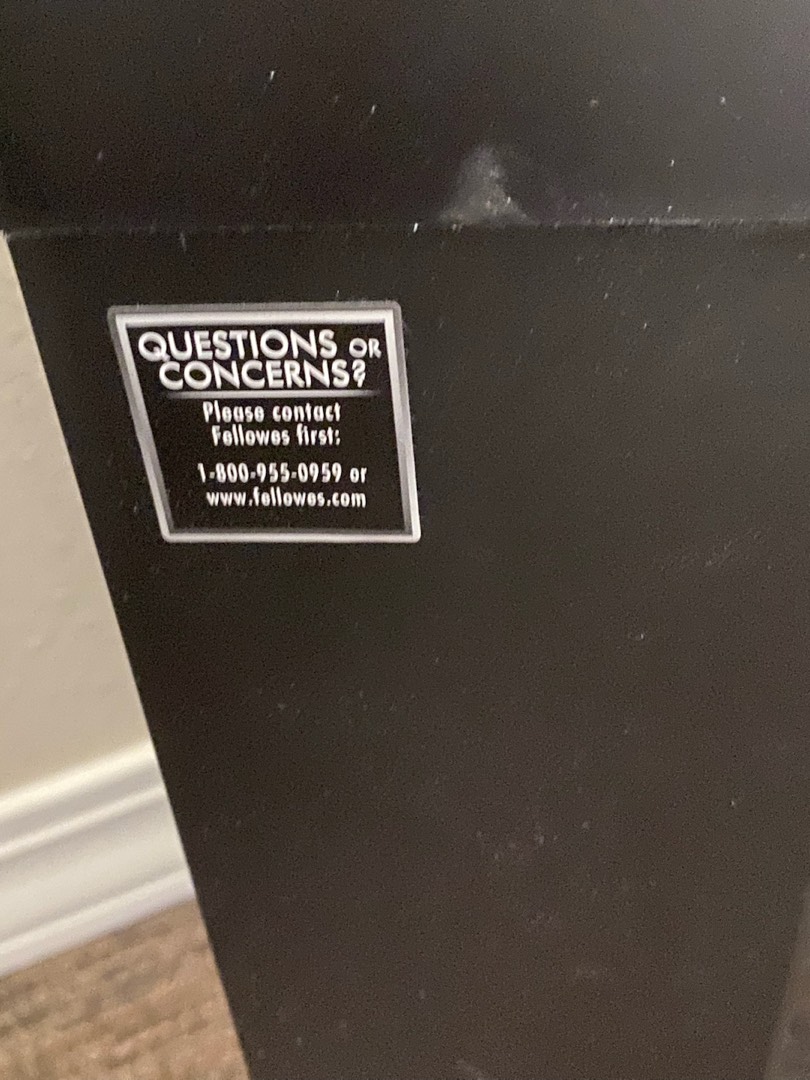 QUESTIONS OR
CONCERNS?
Please contact
Fellowes first:
1-800-955-0959 or
www.fellowes.com